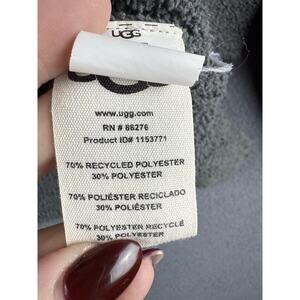 UGG
www.ugg.com
RN # 88276
Product ID# 1153771
70% RECYCLED POLYESTER
30% POLYESTER
70% POLIÉSTER RECICLADO
30% POLIÉSTER
70% POLYESTER RECYCLÉ
30% POLYESTER